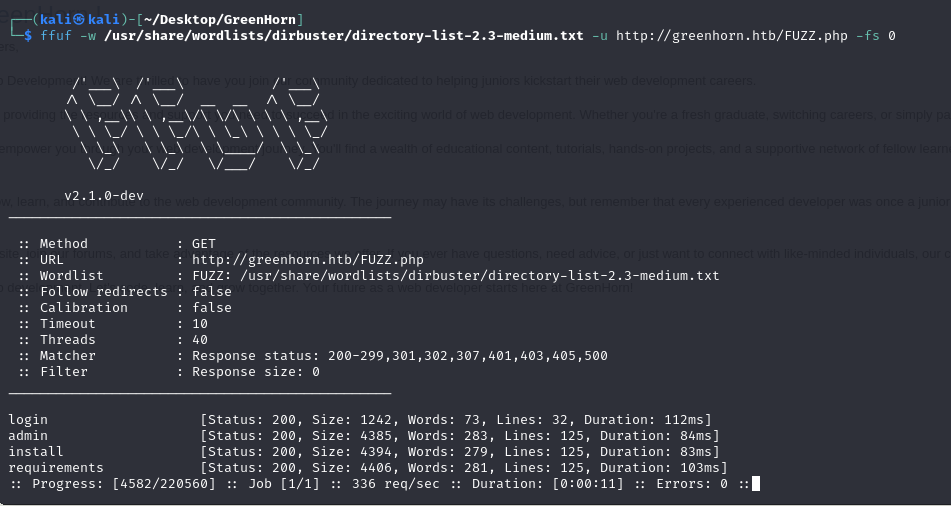 ┌──(kali㉿kali)-[~/Desktop/GreenHorn]
└─$ ffuf -w /usr/share/wordlists/dirbuster/directory-list-2.3-medium.txt -u http://greenhorn.htb/FUZZ.php -fs 0
v2.1.0-dev
:: Method : GET
:: URL : http://greenhorn.htb/FUZZ.php
:: Wordlist : FUZZ: /usr/share/wordlists/dirbuster/directory-list-2.3-medium.txt
:: Follow redirects : false
:: Calibration : false
:: Timeout : 10
:: Threads : 40
:: Matcher : Response status: 200-299,301,302,307,401,403,405,500
:: Filter : Response size: 0
login [Status: 200, Size: 1242, Words: 73, Lines: 32, Duration: 112ms]
admin [Status: 200, Size: 4385, Words: 283, Lines: 125, Duration: 84ms]
install [Status: 200, Size: 4394, Words: 279, Lines: 125, Duration: 83ms]
requirements [Status: 200, Size: 4406, Words: 281, Lines: 125, Duration: 103ms]
:: Progress: [4582/220560] :: Job [1/1] :: 336 req/sec :: Duration: [0:00:11] :: Errors: 0 ::